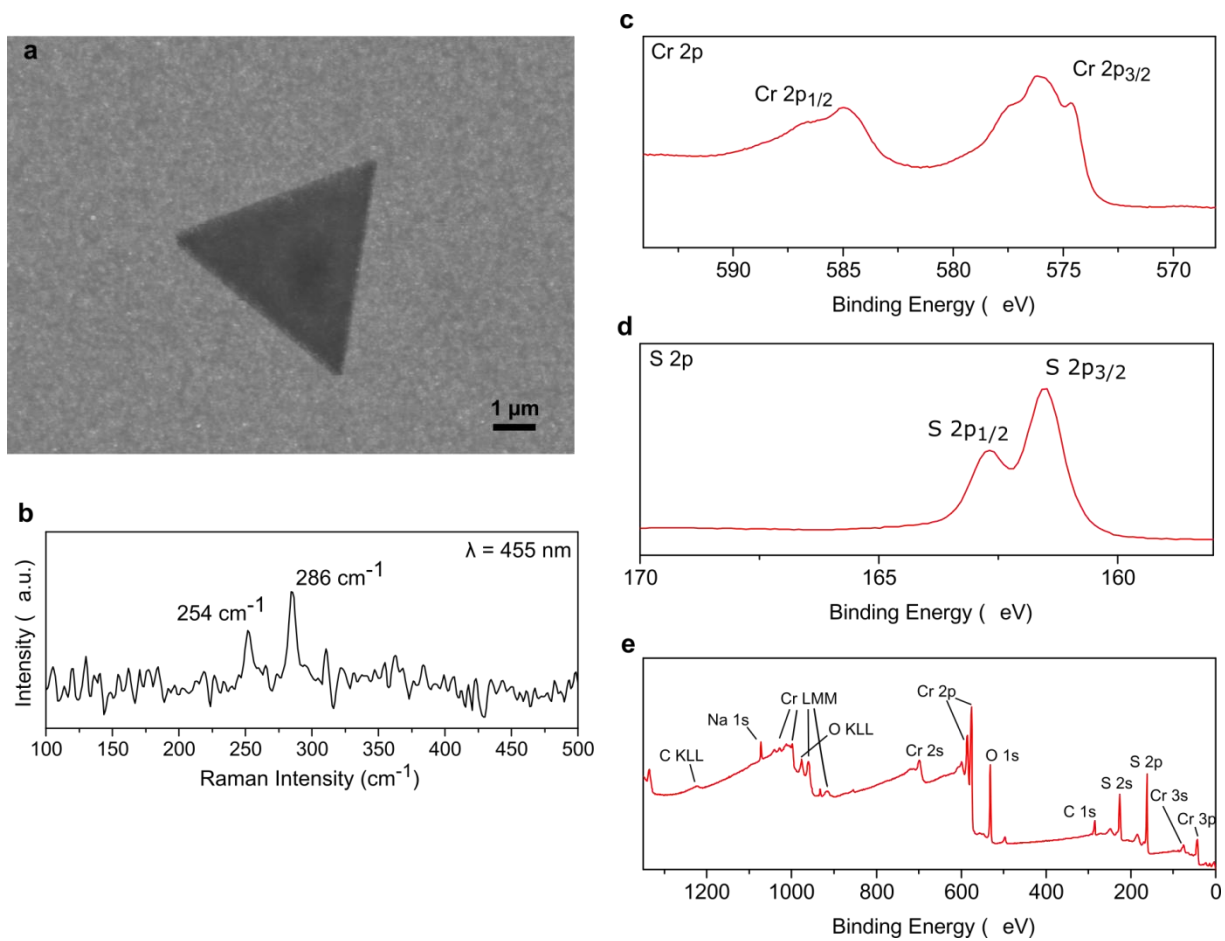 a
1 µm
b
λ = 455 nm
254 cm-1
286 cm-1
Intensity ( a.u.)
100 150 200 250 300 350 400 450 500
Raman Intensity (cm-1)
c
Cr 2p
Cr 2p1/2
Cr 2p3/2
590 585 580 575 570
Binding Energy ( eV)
d
S 2p
S 2p1/2
S 2p3/2
170 165 160
Binding Energy ( eV)
e
C KLL
Na 1s
Cr LMM
O KLL
Cr 2s
Cr 2p
O 1s
C 1s
S 2s
S 2p
Cr 3s
Cr 3p
1200 1000 800 600 400 200 0
Binding Energy ( eV)